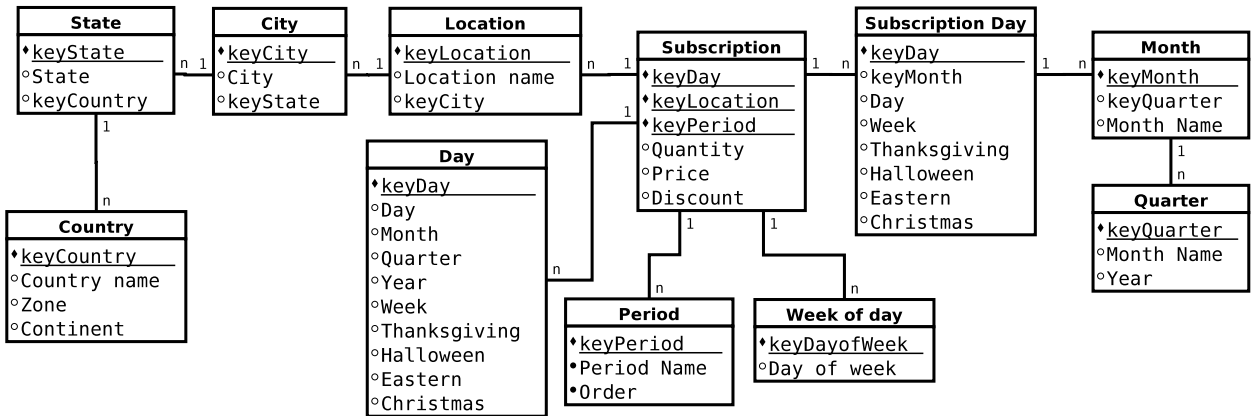 State
keyState
State
keyCountry
n 1
City
keyCity
City
keyState
n 1
Location
keyLocation
Location name
keyCity
n 1
Subscription
keyDay
keyLocation
keyPeriod
Quantity
Price
Discount
1 n
Subscription Day
keyDay
keyMonth
Day
Week
Thanksgiving
Halloween
Eastern
Christmas
1 n
Month
keyMonth
keyQuarter
Month Name
1
n
Quarter
keyQuarter
Month Name
Year
1
n
Country
keyCountry
Country name
Zone
Continent
Day
keyDay
Day
Month
Quarter
Year
Week
Thanksgiving
Halloween
Eastern
Christmas
1
n
1
n
Period
keyPeriod
Period Name
Order
1
n
Week of day
keyDayofWeek
Day of week